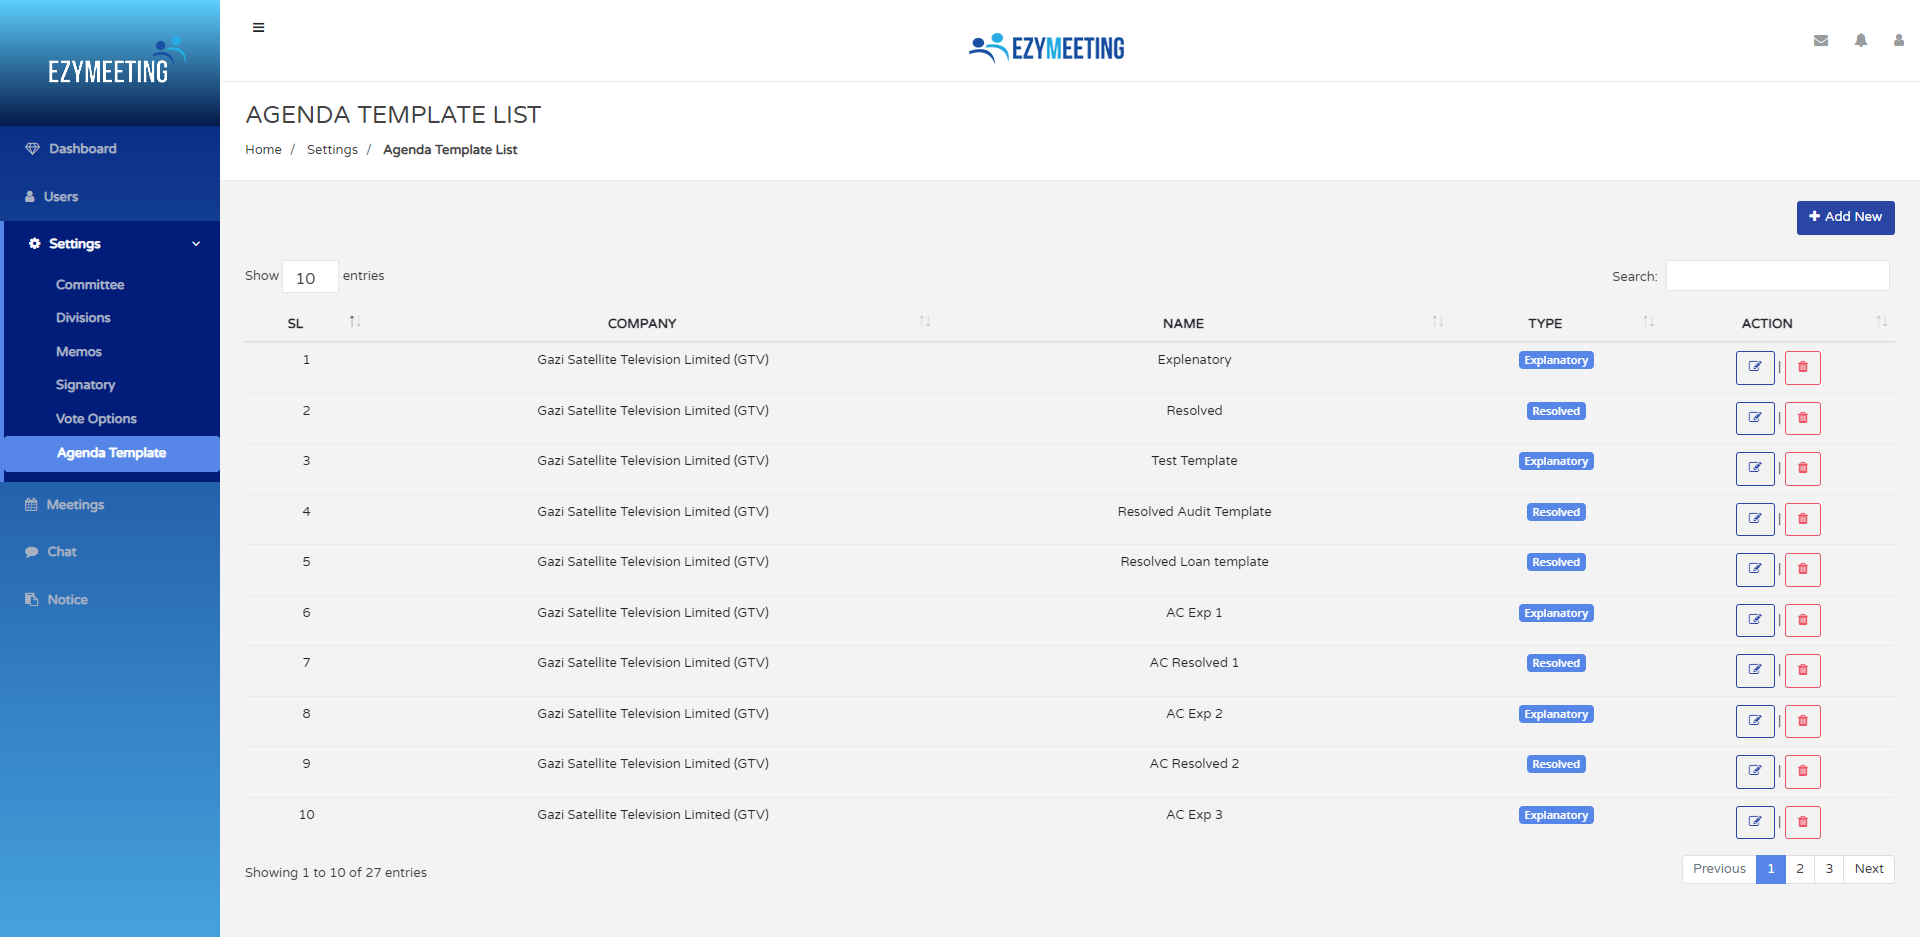 EZYMEETING
EZYMEETING
AGENDA TEMPLATE LIST
Home / Settings / Agenda Template List
Dashboard
Users
Settings
Committee
Divisions
Memos
Signatory
Vote Options
Agenda Template
Meetings
Chat
Notice
Add New
Show 10 entries
Search:
SL COMPANY NAME TYPE ACTION
1 Gazi Satellite Television Limited (GTV) Explenatory Explanatory |
2 Gazi Satellite Television Limited (GTV) Resolved Resolved |
3 Gazi Satellite Television Limited (GTV) Test Template Explanatory |
4 Gazi Satellite Television Limited (GTV) Resolved Audit Template Resolved |
5 Gazi Satellite Television Limited (GTV) Resolved Loan template Resolved |
6 Gazi Satellite Television Limited (GTV) AC Exp 1 Explanatory |
7 Gazi Satellite Television Limited (GTV) AC Resolved 1 Resolved |
8 Gazi Satellite Television Limited (GTV) AC Exp 2 Explanatory |
9 Gazi Satellite Television Limited (GTV) AC Resolved 2 Resolved |
10 Gazi Satellite Television Limited (GTV) AC Exp 3 Explanatory |
Showing 1 to 10 of 27 entries
Previous 1 2 3 Next